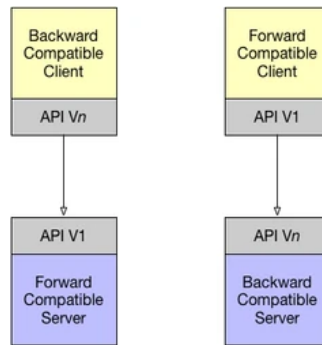 Backward
Compatible
Client
API Vn
API V1
Forward
Compatible
Server
Forward
Compatible
Client
API V1
API Vn
Backward
Compatible
Server